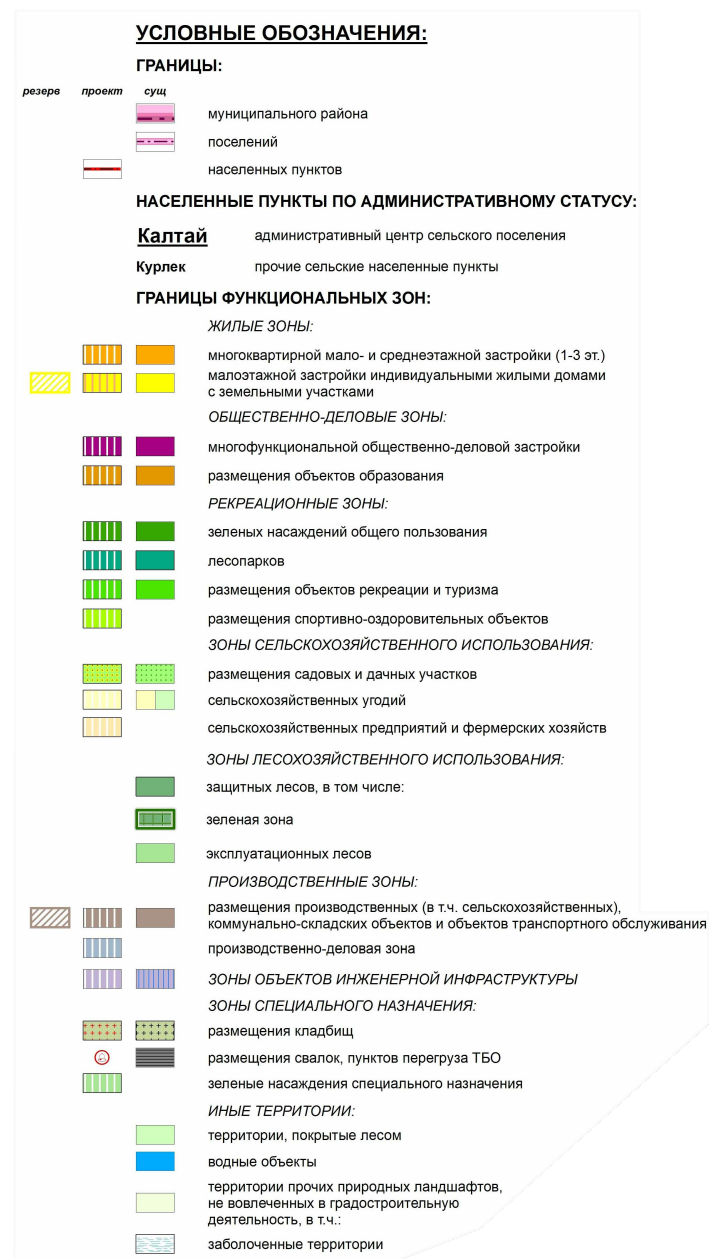 УСЛОВНЫЕ ОБОЗНАЧЕНИЯ:
ГРАНИЦЫ:
резерв проект сущ
муниципального района
поселений
населенных пунктов
НАСЕЛЕННЫЕ ПУНКТЫ ПО АДМИНИСТРАТИВНОМУ СТАТУСУ:
Калтай административный центр сельского поселения
Курлек прочие сельские населенные пункты
ГРАНИЦЫ ФУНКЦИОНАЛЬНЫХ ЗОН:
ЖИЛЫЕ ЗОНЫ:
многоквартирной мало- и среднеэтажной застройки (1-3 эт.)
малоэтажной застройки индивидуальными жилыми домами
с земельными участками
ОБЩЕСТВЕННО-ДЕЛОВЫЕ ЗОНЫ:
многофункциональной общественно-деловой застройки
размещения объектов образования
РЕКРЕАЦИОННЫЕ ЗОНЫ:
зеленых насаждений общего пользования
лесопарков
размещения объектов рекреации и туризма
размещения спортивно-оздоровительных объектов
ЗОНЫ СЕЛЬСКОХОЗЯЙСТВЕННОГО ИСПОЛЬЗОВАНИЯ:
размещения садовых и дачных участков
сельскохозяйственных угодий
сельскохозяйственных предприятий и фермерских хозяйств
ЗОНЫ ЛЕСОХОЗЯЙСТВЕННОГО ИСПОЛЬЗОВАНИЯ:
защитных лесов, в том числе:
зеленая зона
эксплуатационных лесов
ПРОИЗВОДСТВЕННЫЕ ЗОНЫ:
размещения производственных (в т.ч. сельскохозяйственных),
коммунально-складских объектов и объектов транспортного обслуживания
производственно-деловая зона
ЗОНЫ ОБЪЕКТОВ ИНЖЕНЕРНОЙ ИНФРАСТРУКТУРЫ
ЗОНЫ СПЕЦИАЛЬНОГО НАЗНАЧЕНИЯ:
размещения кладбищ
размещения свалок, пунктов перегруза ТБО
зеленые насаждения специального назначения
ИНЫЕ ТЕРРИТОРИИ:
территории, покрытые лесом
водные объекты
территории прочих природных ландшафтов,
не вовлеченных в градостроительную
деятельность, в т.ч.:
заболоченные территории